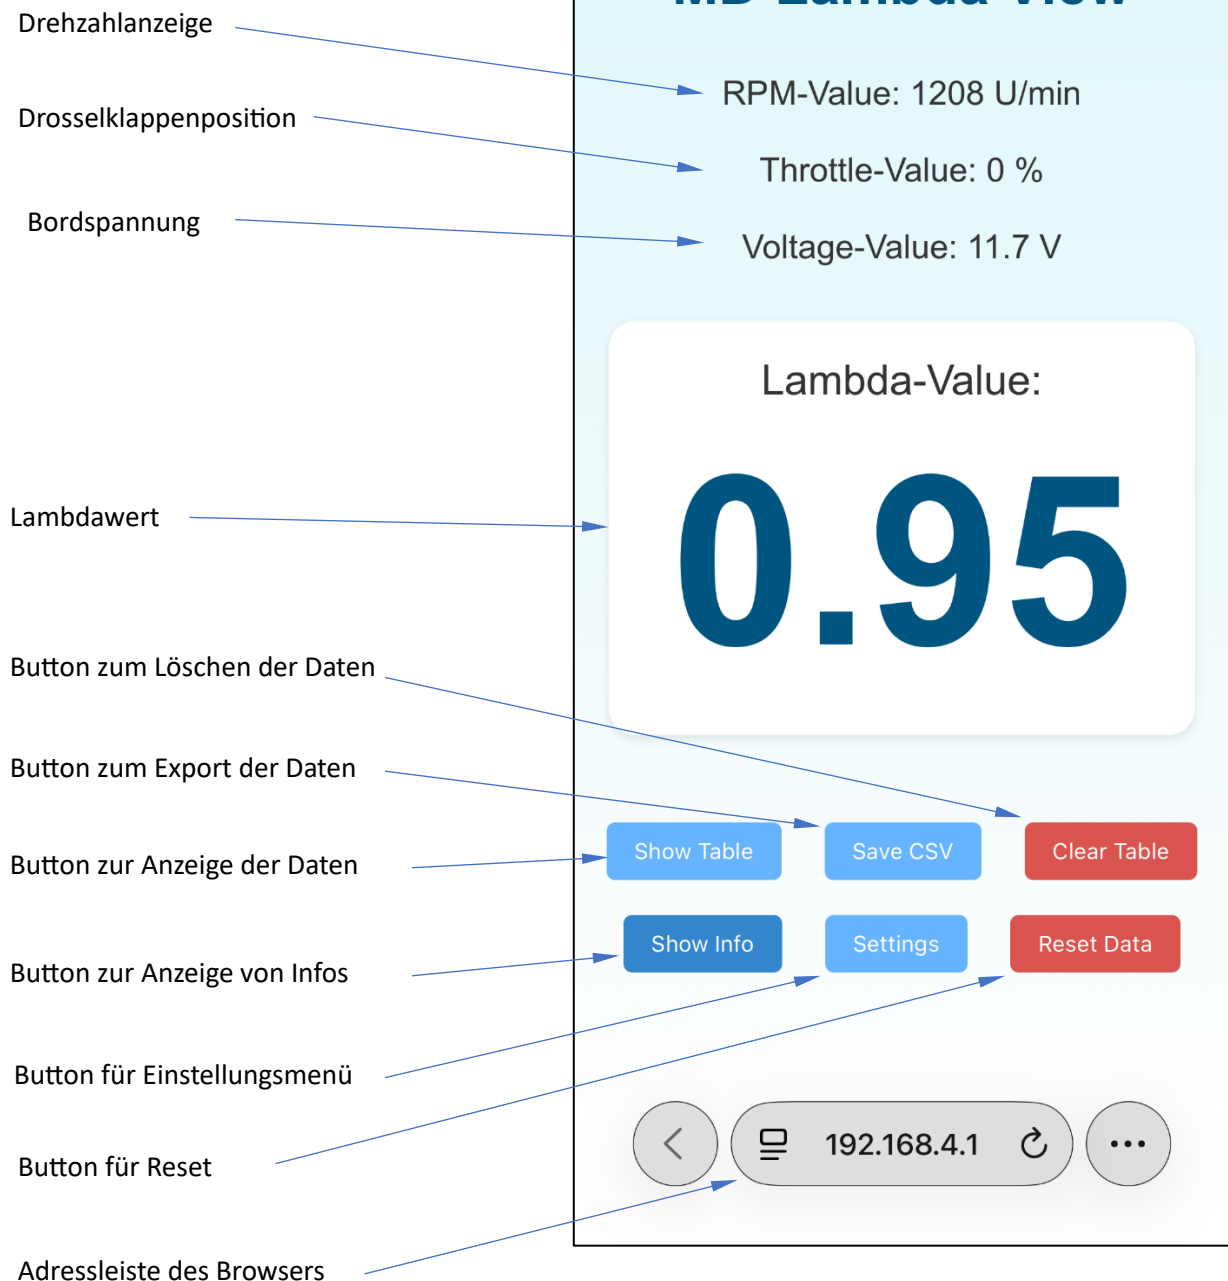 MD Lambda View
Drehzahlanzeige
RPM-Value: 1208 U/min
Drosselklappenposition
Throttle-Value: 0 %
Bordspannung
Voltage-Value: 11.7 V
Lambda-Value:
Lambdawert
0.95
Button zum Löschen der Daten
Button zum Export der Daten
Show Table Save CSV Clear Table
Button zur Anzeige der Daten
Show Info Settings Reset Data
Button zur Anzeige von Infos
Button für Einstellungsmenü
192.168.4.1
Button für Reset
Adressleiste des Browsers